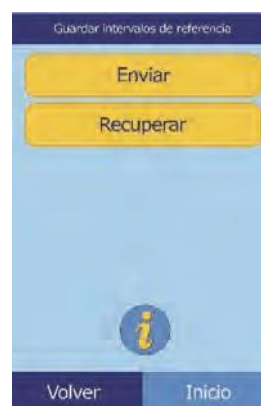 Guardar intervalos de referencia
Enviar
Recuperar
i
Volver
Inicio